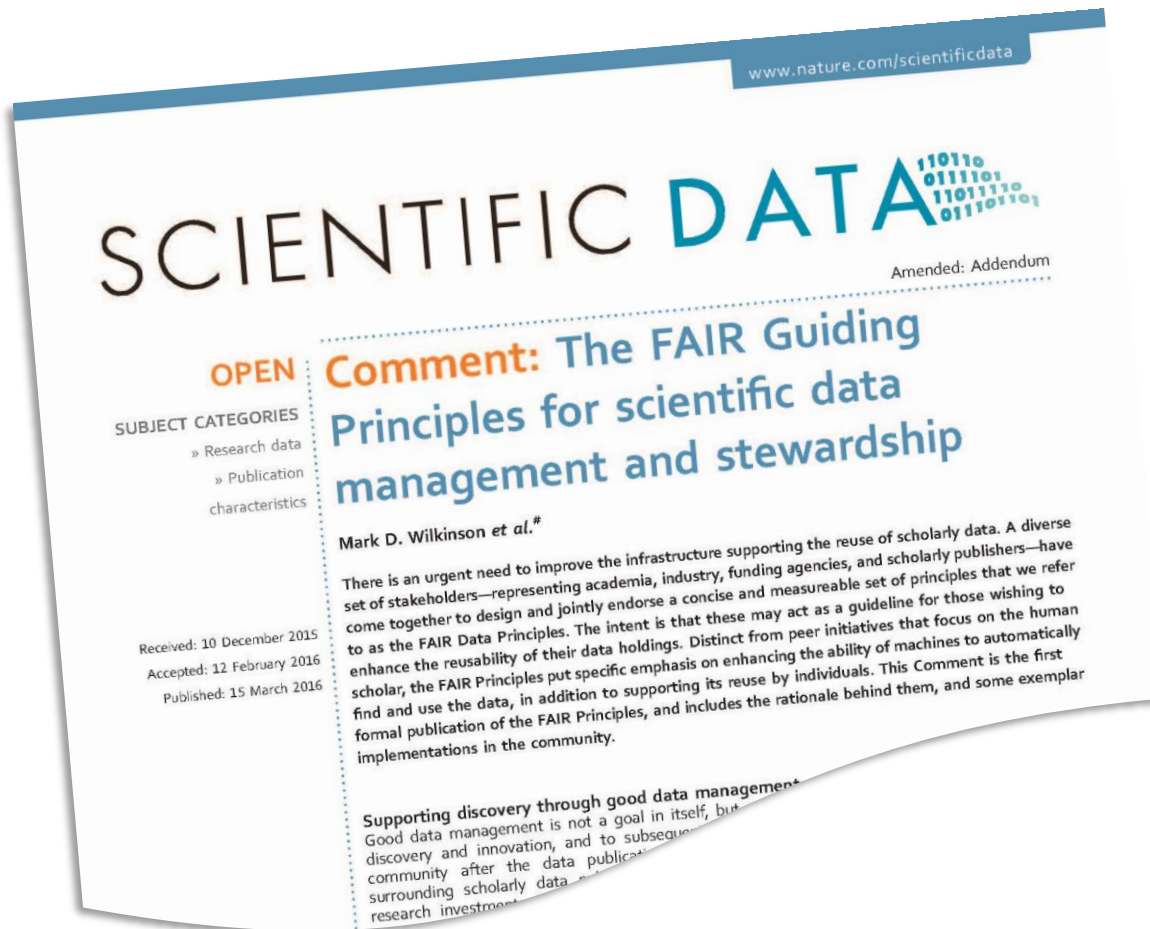 www.nature.com/scientificdata
SCIENTIFIC DATA
10110
0111101
11011110
011101101
Amended: Addendum
OPEN
SUBJECT CATEGORIES
» Research data
» Publication
characteristics
Received: 10 December 2015
Accepted: 12 February 2016
Published: 15 March 2016
Comment: The FAIR Guiding
Principles for scientific data
management and stewardship
Mark D. Wilkinson et al.#
There is an urgent need to improve the infrastructure supporting the reuse of scholarly data. A diverse
set of stakeholders—representing academia, industry, funding agencies, and scholarly publishers—have
come together to design and jointly endorse a concise and measureable set of principles that we refer
to as the FAIR Data Principles. The intent is that these may act as a guideline for those wishing to
enhance the reusability of their data holdings. Distinct from peer initiatives that focus on the human
scholar, the FAIR Principles put specific emphasis on enhancing the ability of machines to automatically
find and use the data, in addition to supporting its reuse by individuals. This Comment is the first
formal publication of the FAIR Principles, and includes the rationale behind them, and some exemplar
implementations in the community.
Supporting discovery through good data management
Good data management is not a goal in itself, but
discovery and innovation, and to
community after the data
surrounding scholarly data
research